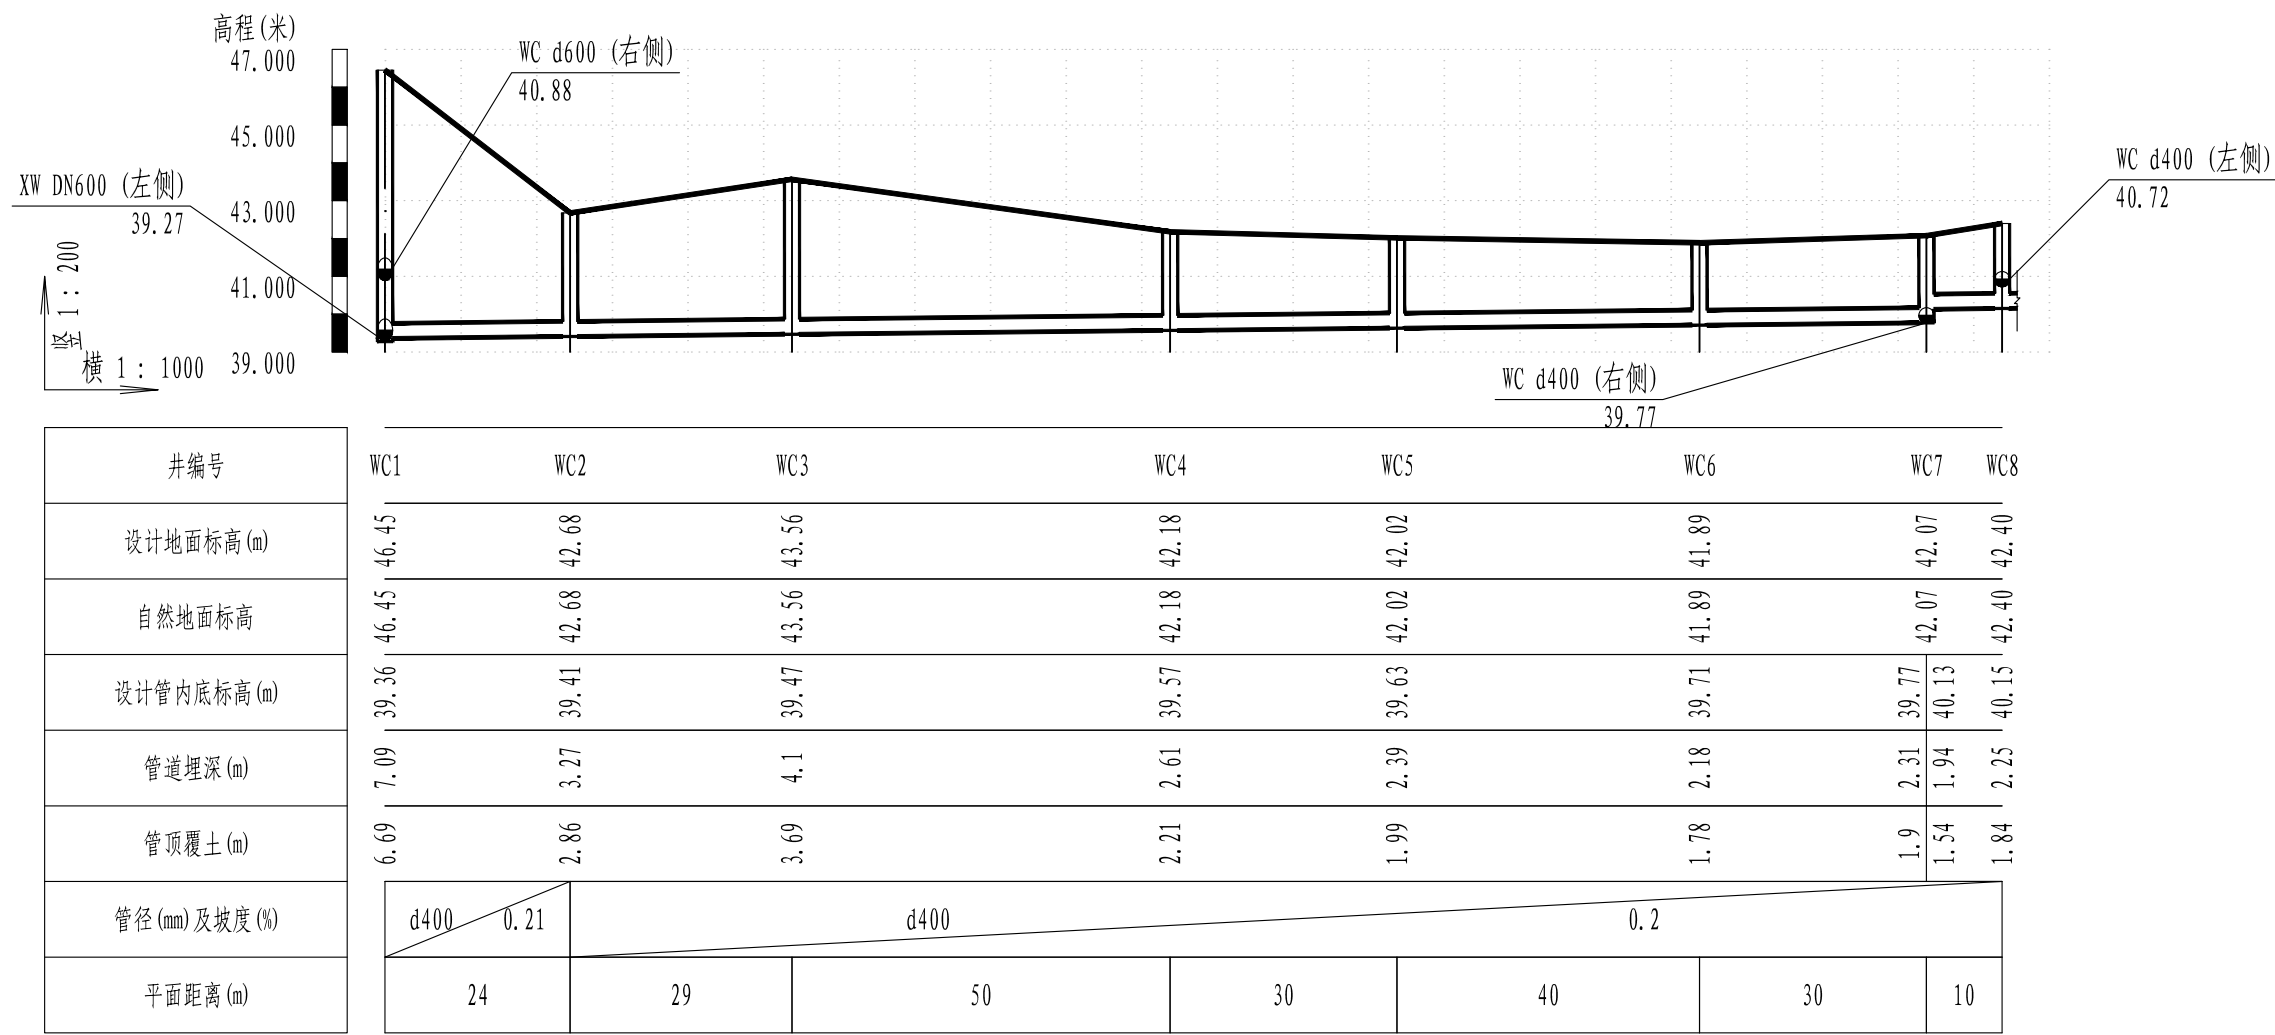 高程(米)
47.000
45.000
43.000
41.000
39.000
WC d600 (右侧)
40.88
XW DN600 (左侧)
39.27
WC d400 (左侧)
40.72
WC d400 (右侧)
39.77
竖 1: 200
横 1: 1000
井编号 WC1 WC2 WC3 WC4 WC5 WC6 WC7 WC8
设计地面标高(m) 46.45 42.68 43.56 42.18 42.02 41.89 42.07 42.40
自然地面标高 46.45 42.68 43.56 42.18 42.02 41.89 42.07 42.40
设计管内底标高(m) 39.36 39.41 39.47 39.57 39.63 39.71 39.77 40.13 40.15
管道埋深(m) 7.09 3.27 4.1 2.61 2.39 2.18 2.31 1.94 2.25
管顶覆土(m) 6.69 2.86 3.69 2.21 1.99 1.78 1.9 1.54 1.84
管径(mm)及坡度(%) d400 0.21 d400 0.2
平面距离(m) 24 29 50 30 40 30 10